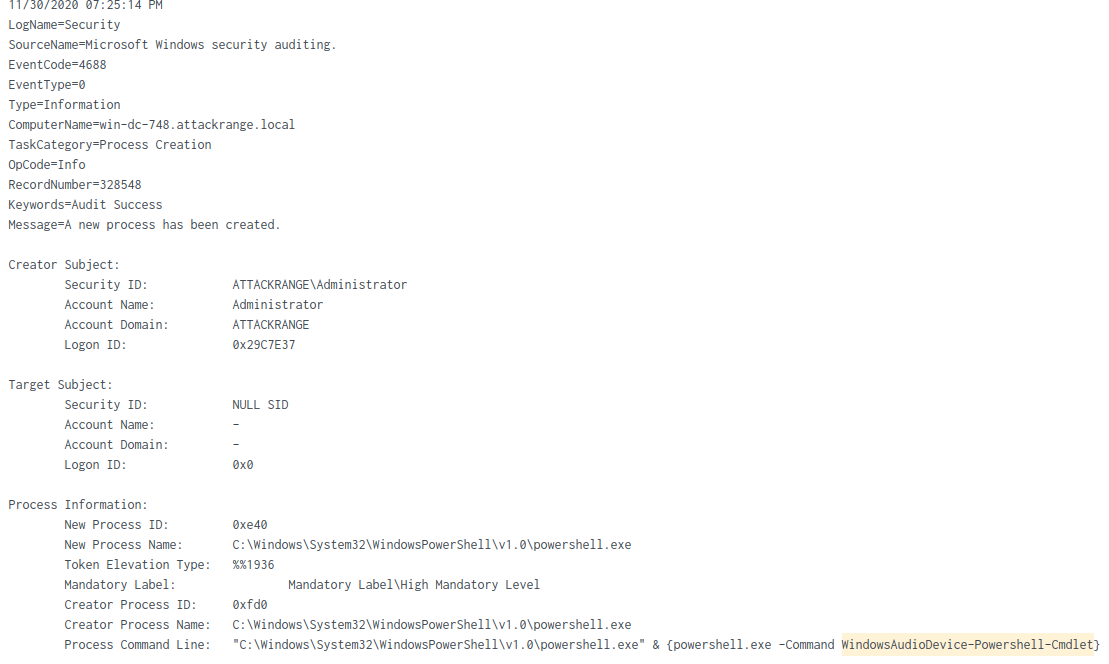 11/30/2020 07:25:14 PM
LogName=Security
SourceName=Microsoft Windows security auditing.
EventCode=4688
EventType=0
Type=Information
ComputerName=win-dc-748.attackrange.local
TaskCategory=Process Creation
OpCode=Info
RecordNumber=328548
Keywords=Audit Success
Message=A new process has been created.
Creator Subject:
Security ID: ATTACKRANGE\Administrator
Account Name: Administrator
Account Domain: ATTACKRANGE
Logon ID: 0x29C7E37
Target Subject:
Security ID: NULL SID
Account Name: -
Account Domain: -
Logon ID: 0x0
Process Information:
New Process ID: 0xe40
New Process Name: C:\Windows\System32\WindowsPowerShell\v1.0\powershell.exe
Token Elevation Type: %%1936
Mandatory Label: Mandatory Label\High Mandatory Level
Creator Process ID: 0xfd0
Creator Process Name: C:\Windows\System32\WindowsPowerShell\v1.0\powershell.exe
Process Command Line: "C:\Windows\System32\WindowsPowerShell\v1.0\powershell.exe" & {powershell.exe -Command WindowsAudioDevice-Powershell-Cmdlet}